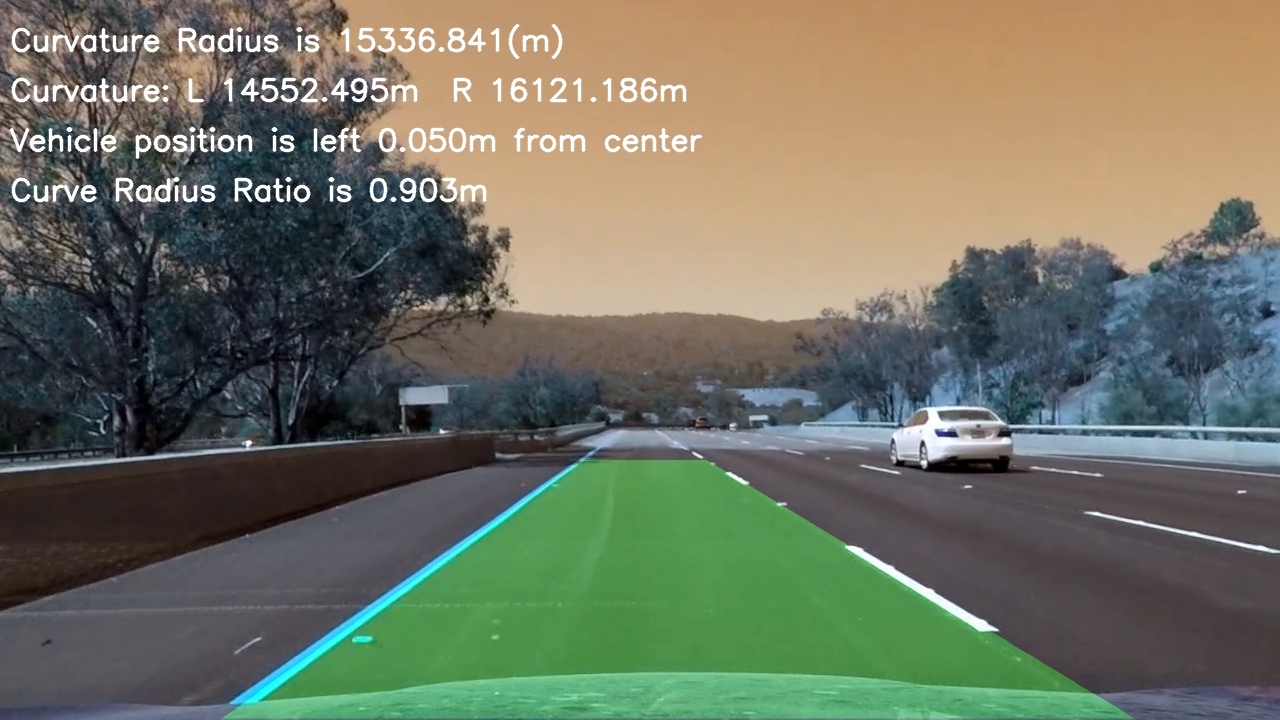 Curvature Radius is 15336.841(m)
Curvature: L 14552.495m R 16121.186m
Vehicle position is left 0.050m from center
Curve Radius Ratio is 0.903m